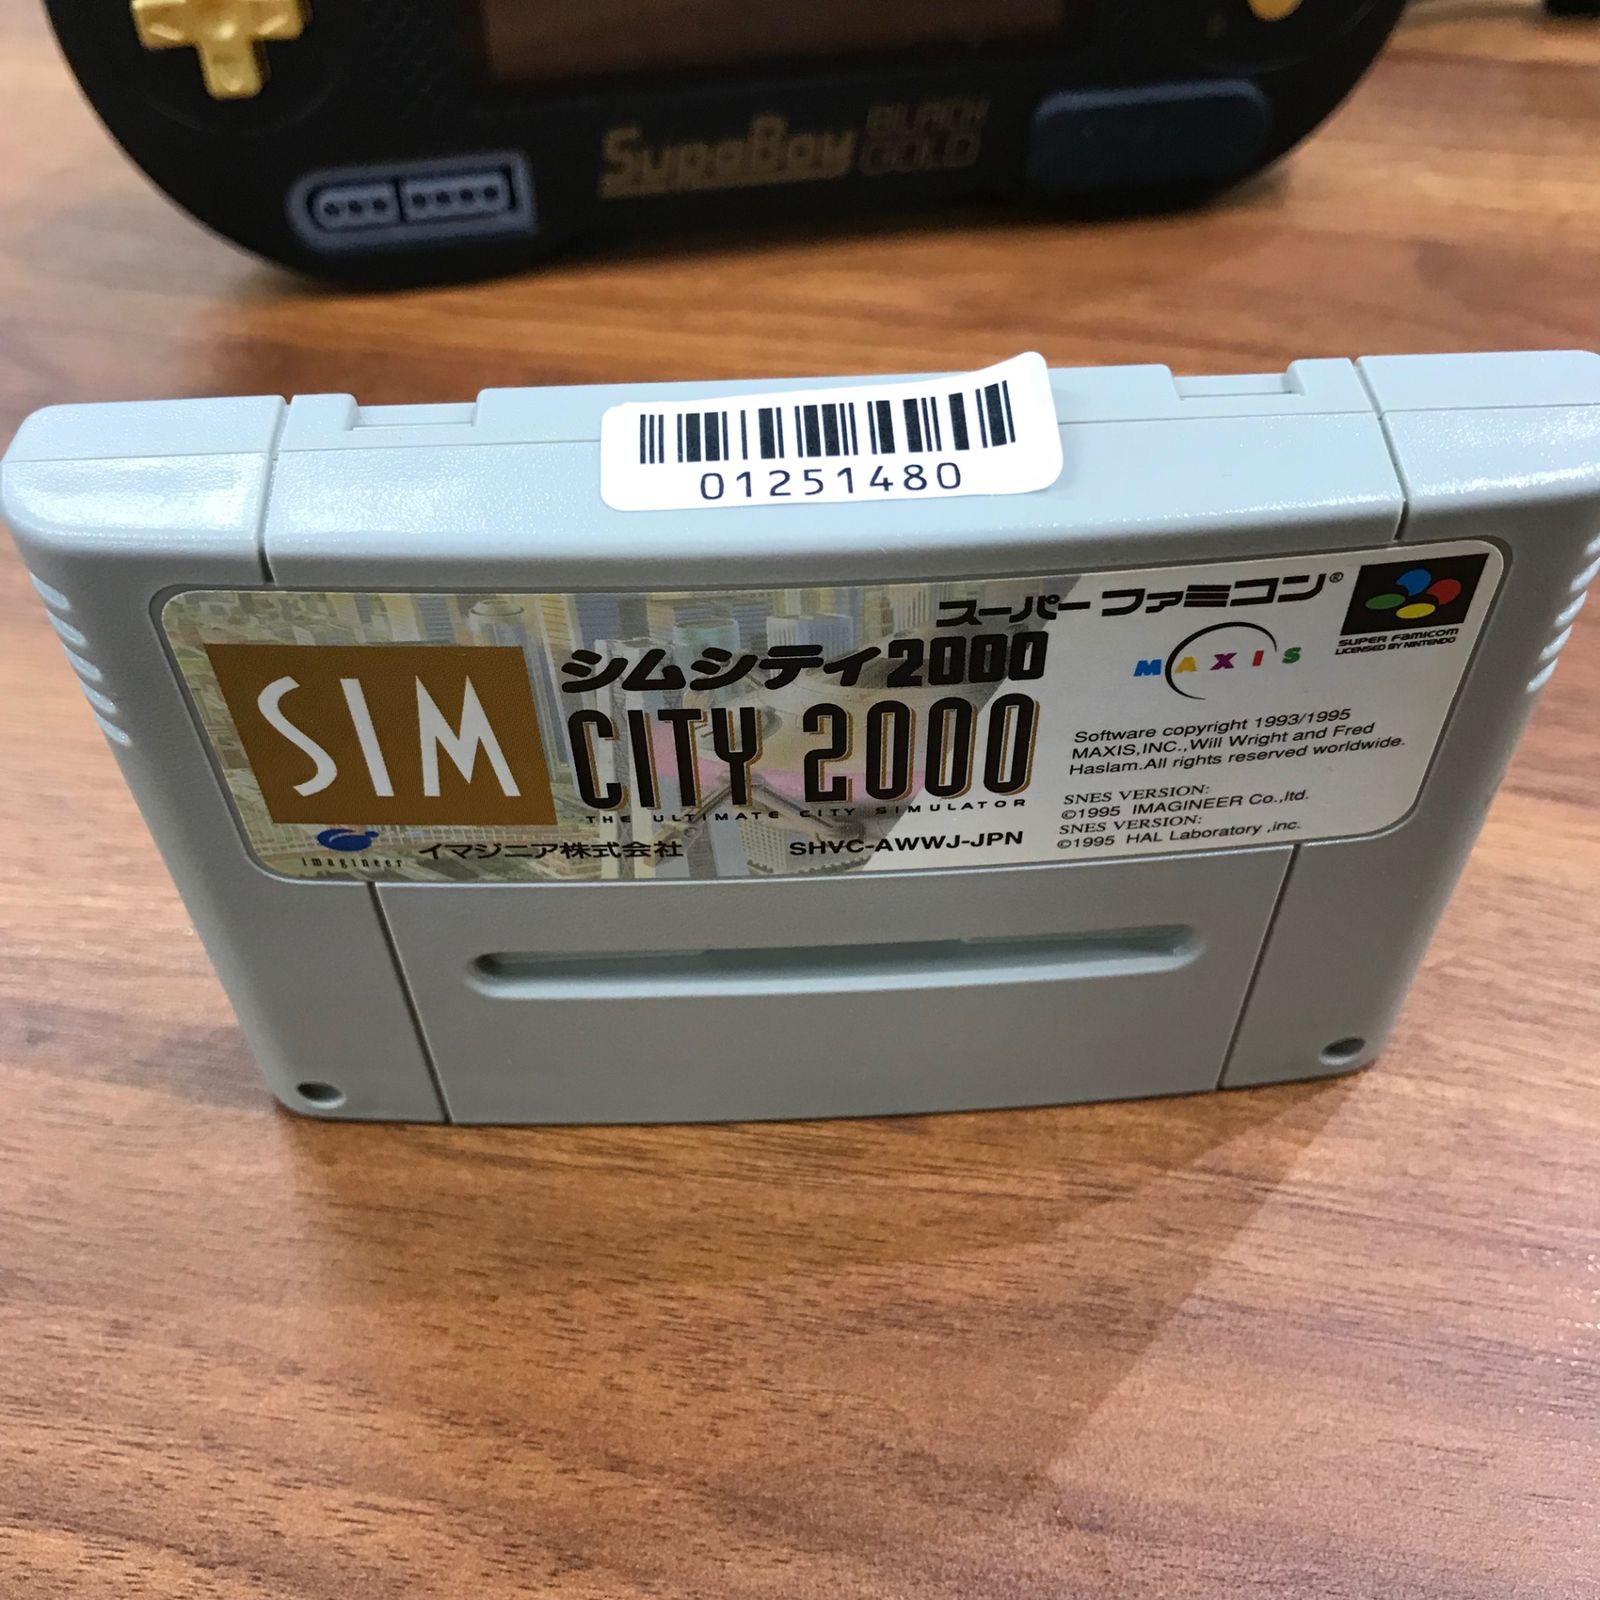 SupaBoy BLACK GOLD
01251480
スーパーファミコン®
SUPER FAMICOM
LICENSED BY NINTENDO
MAXIS
SIM
シムシティ2000
CITY 2000
THE ULTIMATE CITY SIMULATOR
imagineer イマジニア株式会社
SHVC-AWWJ-JPN
Software copyright 1993/1995
MAXIS,INC.,Will Wright and Fred
Haslam.All rights reserved worldwide.
SNES VERSION:
©1995 IMAGINEER Co.,ltd.
SNES VERSION:
©1995 HAL Laboratory ,inc.